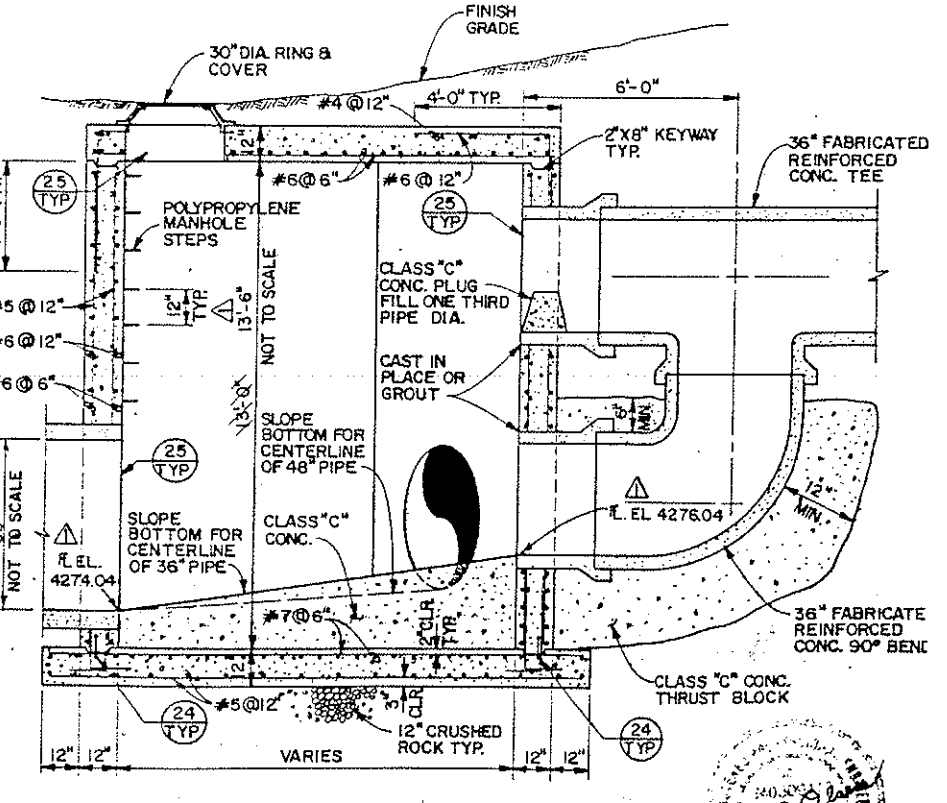 FINISH
GRADE
30" DIA. RING &
COVER
#4 @ 12"
4'-0" TYP.
6'-0"
2"X8" KEYWAY
TYP.
36" FABRICATED
REINFORCED
CONC. TEE
12"
#6 @ 6"
#6 @ 12"
25
TYP
25
TYP
POLYPROPYLENE
MANHOLE
STEPS
CLASS "C"
CONC. PLUG
FILL ONE THIRD
PIPE DIA.
5 @ 12"
12"
TYP.
1
13'-6"
NOT TO SCALE
6 @ 12"
6 @ 6"
CAST IN
PLACE OR
GROUT
13'-0"
6"
MIN.
SLOPE
BOTTOM FOR
CENTERLINE
OF 48" PIPE
25
TYP
NOT TO SCALE
1
EL.
4274.04
SLOPE
BOTTOM FOR
CENTERLINE
OF 36" PIPE
CLASS "C"
CONC.
1
EL 4276.04
12"
MIN.
#7 @ 6"
2" CLR.
TYP.
36" FABRICATE
REINFORCED
CONC. 90° BEND
12"
#5 @ 12"
3"
CLR.
CLASS "C" CONC.
THRUST BLOCK
24
TYP
12" CRUSHED
ROCK TYP.
24
TYP
12"
12"
VARIES
12"
12"